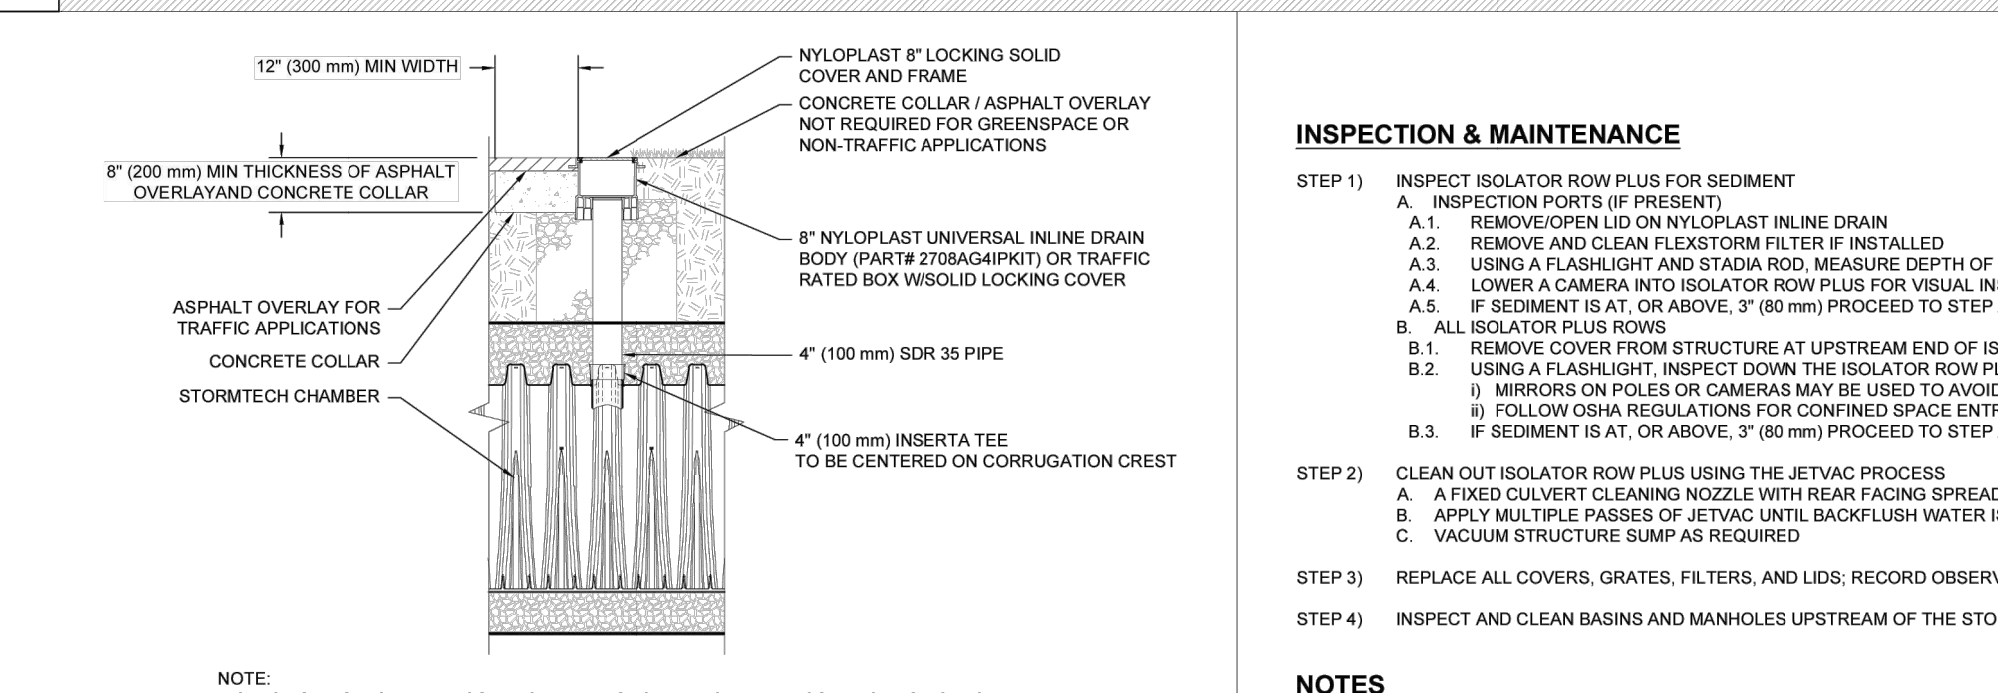 12" (300 mm) MIN WIDTH
8" (200 mm) MIN THICKNESS OF ASPHALT
OVERLAYAND CONCRETE COLLAR
ASPHALT OVERLAY FOR
TRAFFIC APPLICATIONS
CONCRETE COLLAR
STORMTECH CHAMBER
NYLOPLAST 8" LOCKING SOLID
COVER AND FRAME
CONCRETE COLLAR / ASPHALT OVERLAY
NOT REQUIRED FOR GREENSPACE OR
NON-TRAFFIC APPLICATIONS
8" NYLOPLAST UNIVERSAL INLINE DRAIN
BODY (PART# 2708AG4IPKIT) OR TRAFFIC
RATED BOX W/SOLID LOCKING COVER
4" (100 mm) SDR 35 PIPE
4" (100 mm) INSERTA TEE
TO BE CENTERED ON CORRUGATION CREST
NOTE:
INSPECTION & MAINTENANCE
STEP 1) INSPECT ISOLATOR ROW PLUS FOR SEDIMENT
A. INSPECTION PORTS (IF PRESENT)
A.1. REMOVE/OPEN LID ON NYLOPLAST INLINE DRAIN
A.2. REMOVE AND CLEAN FLEXSTORM FILTER IF INSTALLED
A.3. USING A FLASHLIGHT AND STADIA ROD, MEASURE DEPTH OF
A.4. LOWER A CAMERA INTO ISOLATOR ROW PLUS FOR VISUAL
A.5. IF SEDIMENT IS AT, OR ABOVE, 3" (80 mm) PROCEED TO STEP
B. ALL ISOLATOR PLUS ROWS
B.1. REMOVE COVER FROM STRUCTURE AT UPSTREAM END OF
B.2. USING A FLASHLIGHT, INSPECT DOWN THE ISOLATOR ROW
i) MIRRORS ON POLES OR CAMERAS MAY BE USED TO AVOID
ii) FOLLOW OSHA REGULATIONS FOR CONFINED SPACE
B.3. IF SEDIMENT IS AT, OR ABOVE, 3" (80 mm) PROCEED TO STEP
STEP 2) CLEAN OUT ISOLATOR ROW PLUS USING THE JETVAC PROCESS
A. A FIXED CULVERT CLEANING NOZZLE WITH REAR FACING SPREAD
B. APPLY MULTIPLE PASSES OF JETVAC UNTIL BACKFLUSH WATER
C. VACUUM STRUCTURE SUMP AS REQUIRED
STEP 3) REPLACE ALL COVERS, GRATES, FILTERS, AND LIDS; RECORD
STEP 4) INSPECT AND CLEAN BASINS AND MANHOLES UPSTREAM OF THE
NOTES